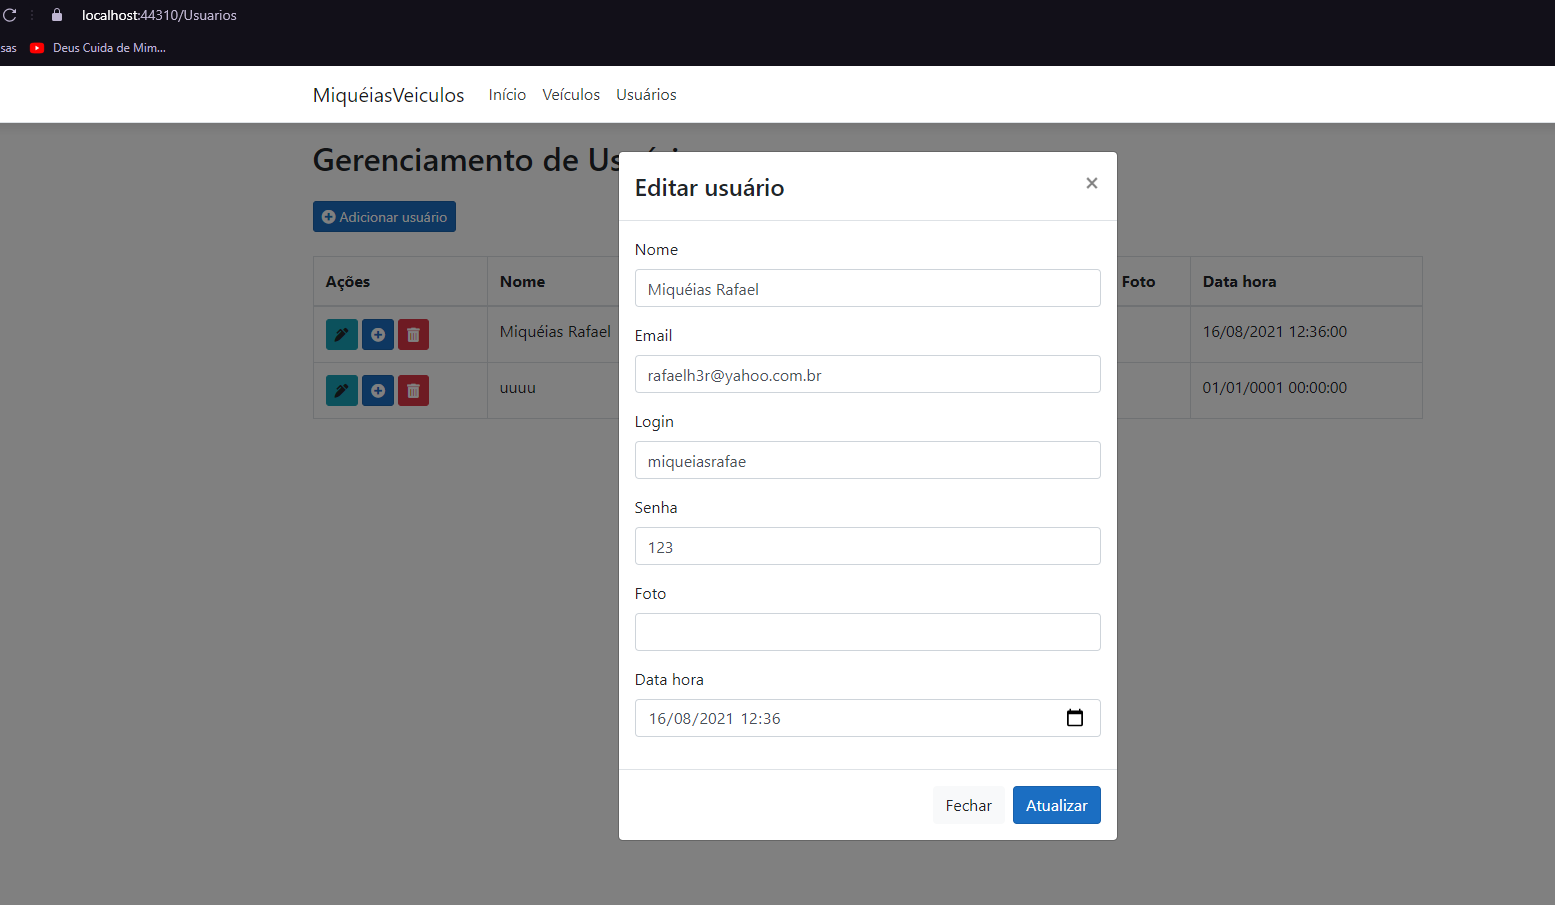 localhost:44310/Usuarios
sas Deus Cuida de Mim...
MiquéiasVeiculos Início Veículos Usuários
Gerenciamento de Us
Adicionar usuário
Ações Nome Foto Data hora
Miquéias Rafael 16/08/2021 12:36:00
uuuu 01/01/0001 00:00:00
Editar usuário ×
Nome
Miquéias Rafael
Email
rafaelh3r@yahoo.com.br
Login
miqueiasrafae
Senha
123
Foto
Data hora
16/08/2021 12:36
Fechar Atualizar